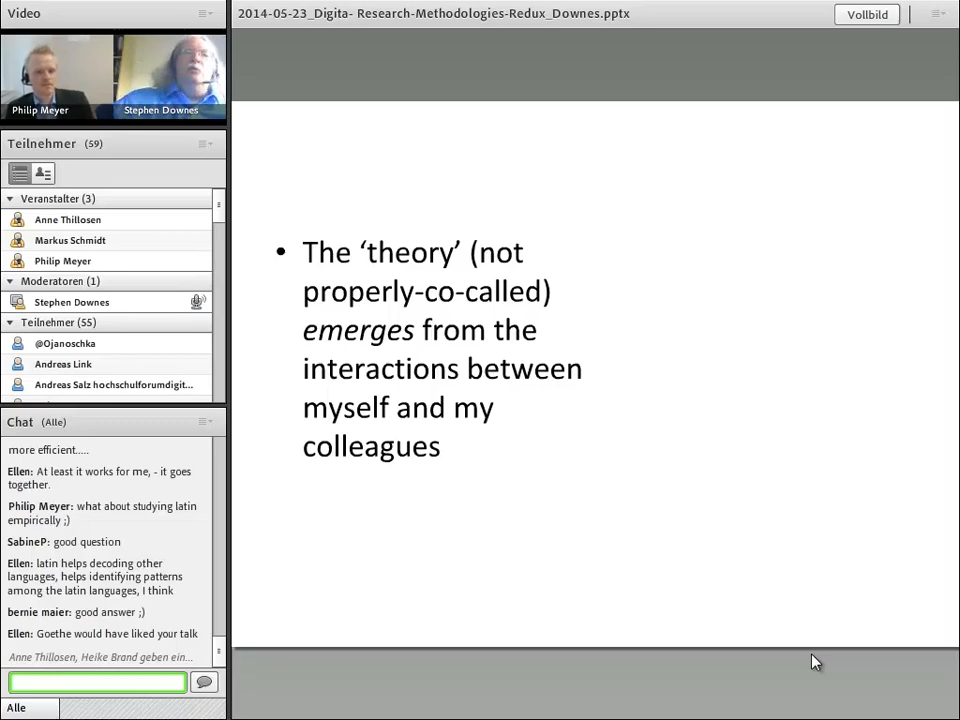 Video
Philip Meyer
Stephen Downes
Teilnehmer (59)
Veranstalter (3)
Anne Thillosen
Markus Schmidt
Philip Meyer
Moderatoren (1)
Stephen Downes
Teilnehmer (55)
@Ojanoschka
Andreas Link
Andreas Salz hochschulforumdigit...
Chat (Alle)
more efficient.....
Ellen: At least it works for me, - it goes
together.
Philip Meyer: what about studying latin
empirically ;)
SabineP: good question
Ellen: latin helps decoding other
languages, helps identifying patterns
among the latin languages, I think
bernie maier: good answer ;)
Ellen: Goethe would have liked your talk
Anne Thillosen, Heike Brand geben ein...
Alle
2014-05-23_Digita- Research-Methodologies-Redux_Downes.pptx
Vollbild
• The ‘theory’ (not
properly-co-called)
emerges from the
interactions between
myself and my
colleagues